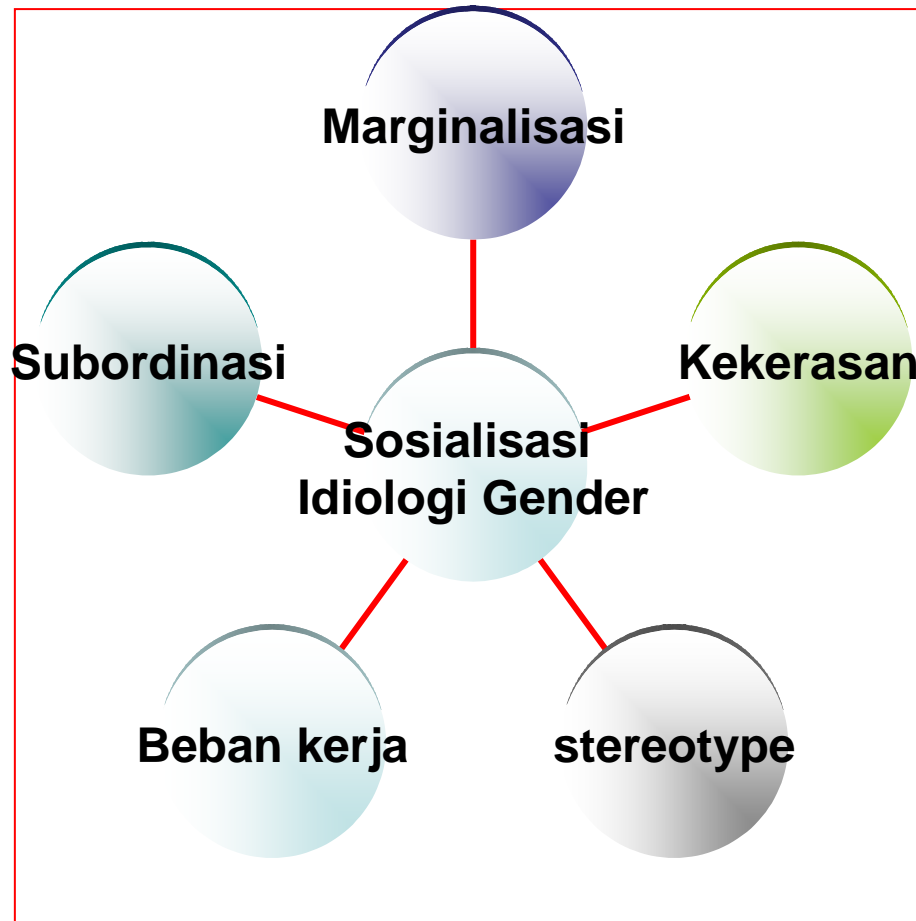 Marginalisasi
Subordinasi
Kekerasan
Sosialisasi
Idiologi Gender
Beban kerja
stereotype